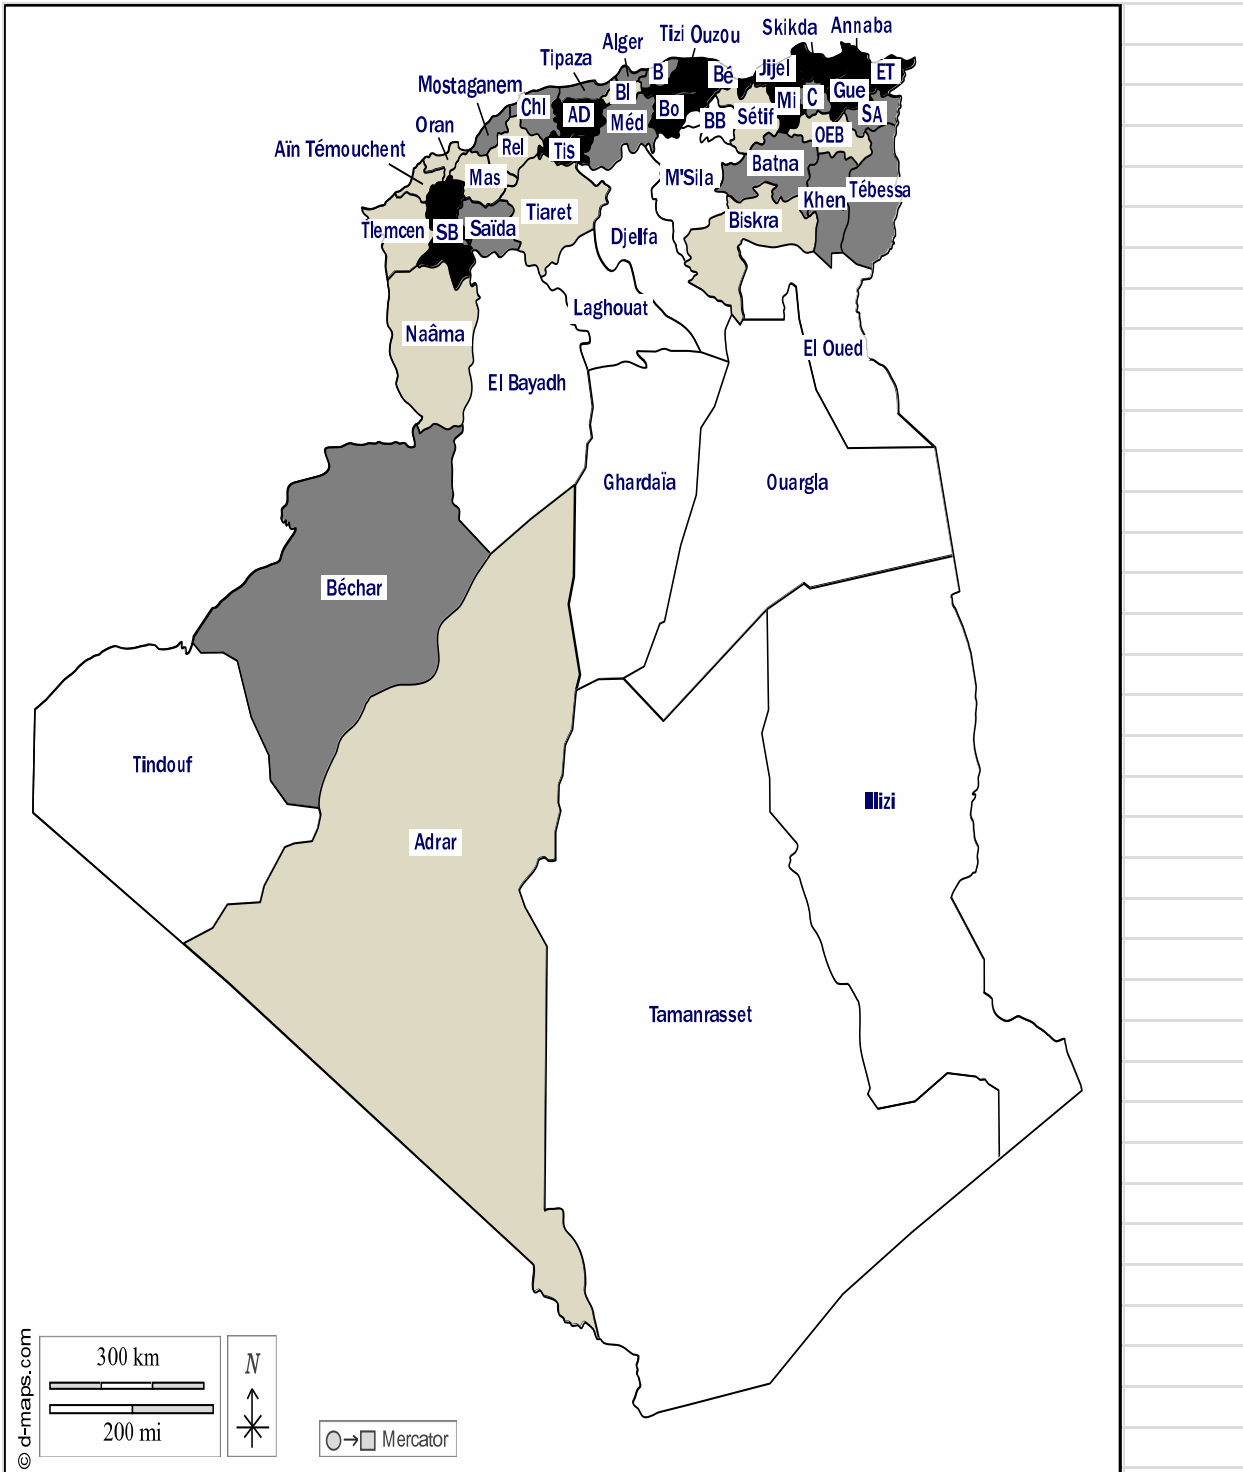 Skikda
Annaba
Tizi Ouzou
Alger
Tipaza
Mostaganem
Oran
Aïn Témouchent
B
Bé
Jijel
ET
Bl
Mi
C
Gue
Chl
AD
Méd
Bo
BB
Sétif
SA
OEB
Rel
Tis
Batna
Mas
M'Sila
Khen
Tébessa
Tlemcen
SB
Saïda
Tiaret
Djelfa
Biskra
Naâma
Laghouat
El Oued
El Bayadh
Ghardaïa
Ouargla
Béchar
Tindouf
Adrar
Illizi
Tamanrasset
© d-maps.com
300 km
200 mi
N
Mercator